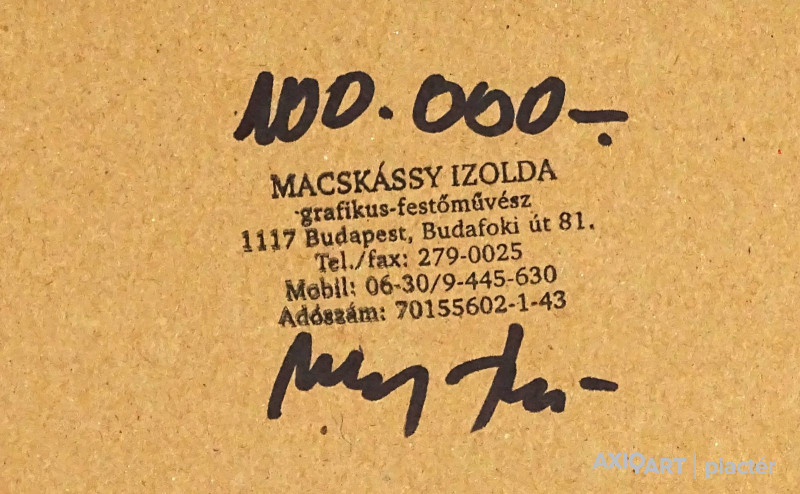 100.000-
MACSKÁSSY IZOLDA
grafikus-festőművész
1117 Budapest, Budafoki út 81.
Tel./fax: 279-0025
Mobil: 06-30/9-445-630
Adószám: 70155602-1-43
AXIOART | piactér